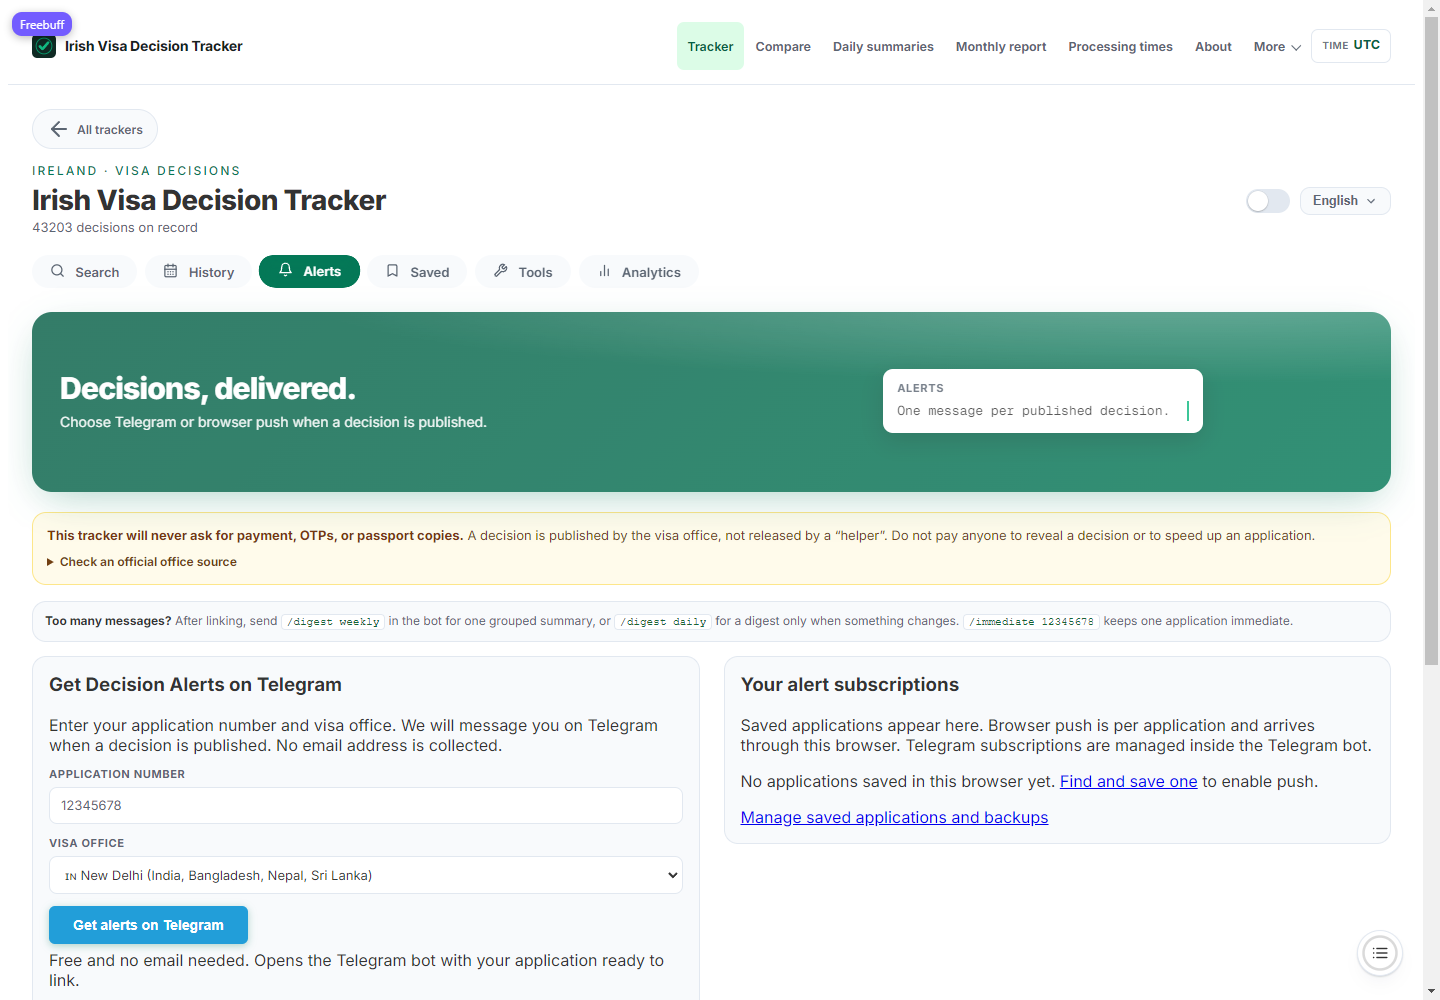 Freebuff
Irish Visa Decision Tracker
Tracker
Compare
Daily summaries
Monthly report
Processing times
About
More
TIME UTC
All trackers
IRELAND · VISA DECISIONS
Irish Visa Decision Tracker
43203 decisions on record
English
Search
History
Alerts
Saved
Tools
Analytics
Decisions, delivered.
Choose Telegram or browser push when a decision is published.
ALERTS
One message per published decision.
This tracker will never ask for payment, OTPs, or passport copies. A decision is published by the visa office, not released by a “helper”. Do not pay anyone to reveal a decision or to speed up an application.
Check an official office source
Too many messages? After linking, send /digest weekly in the bot for one grouped summary, or /digest daily for a digest only when something changes. /immediate 12345678 keeps one application immediate.
Get Decision Alerts on Telegram
Enter your application number and visa office. We will message you on Telegram
when a decision is published. No email address is collected.
APPLICATION NUMBER
12345678
VISA OFFICE
IN New Delhi (India, Bangladesh, Nepal, Sri Lanka)
Get alerts on Telegram
Free and no email needed. Opens the Telegram bot with your application ready to
link.
Your alert subscriptions
Saved applications appear here. Browser push is per application and arrives
through this browser. Telegram subscriptions are managed inside the Telegram bot.
No applications saved in this browser yet. Find and save one to enable push.
Manage saved applications and backups